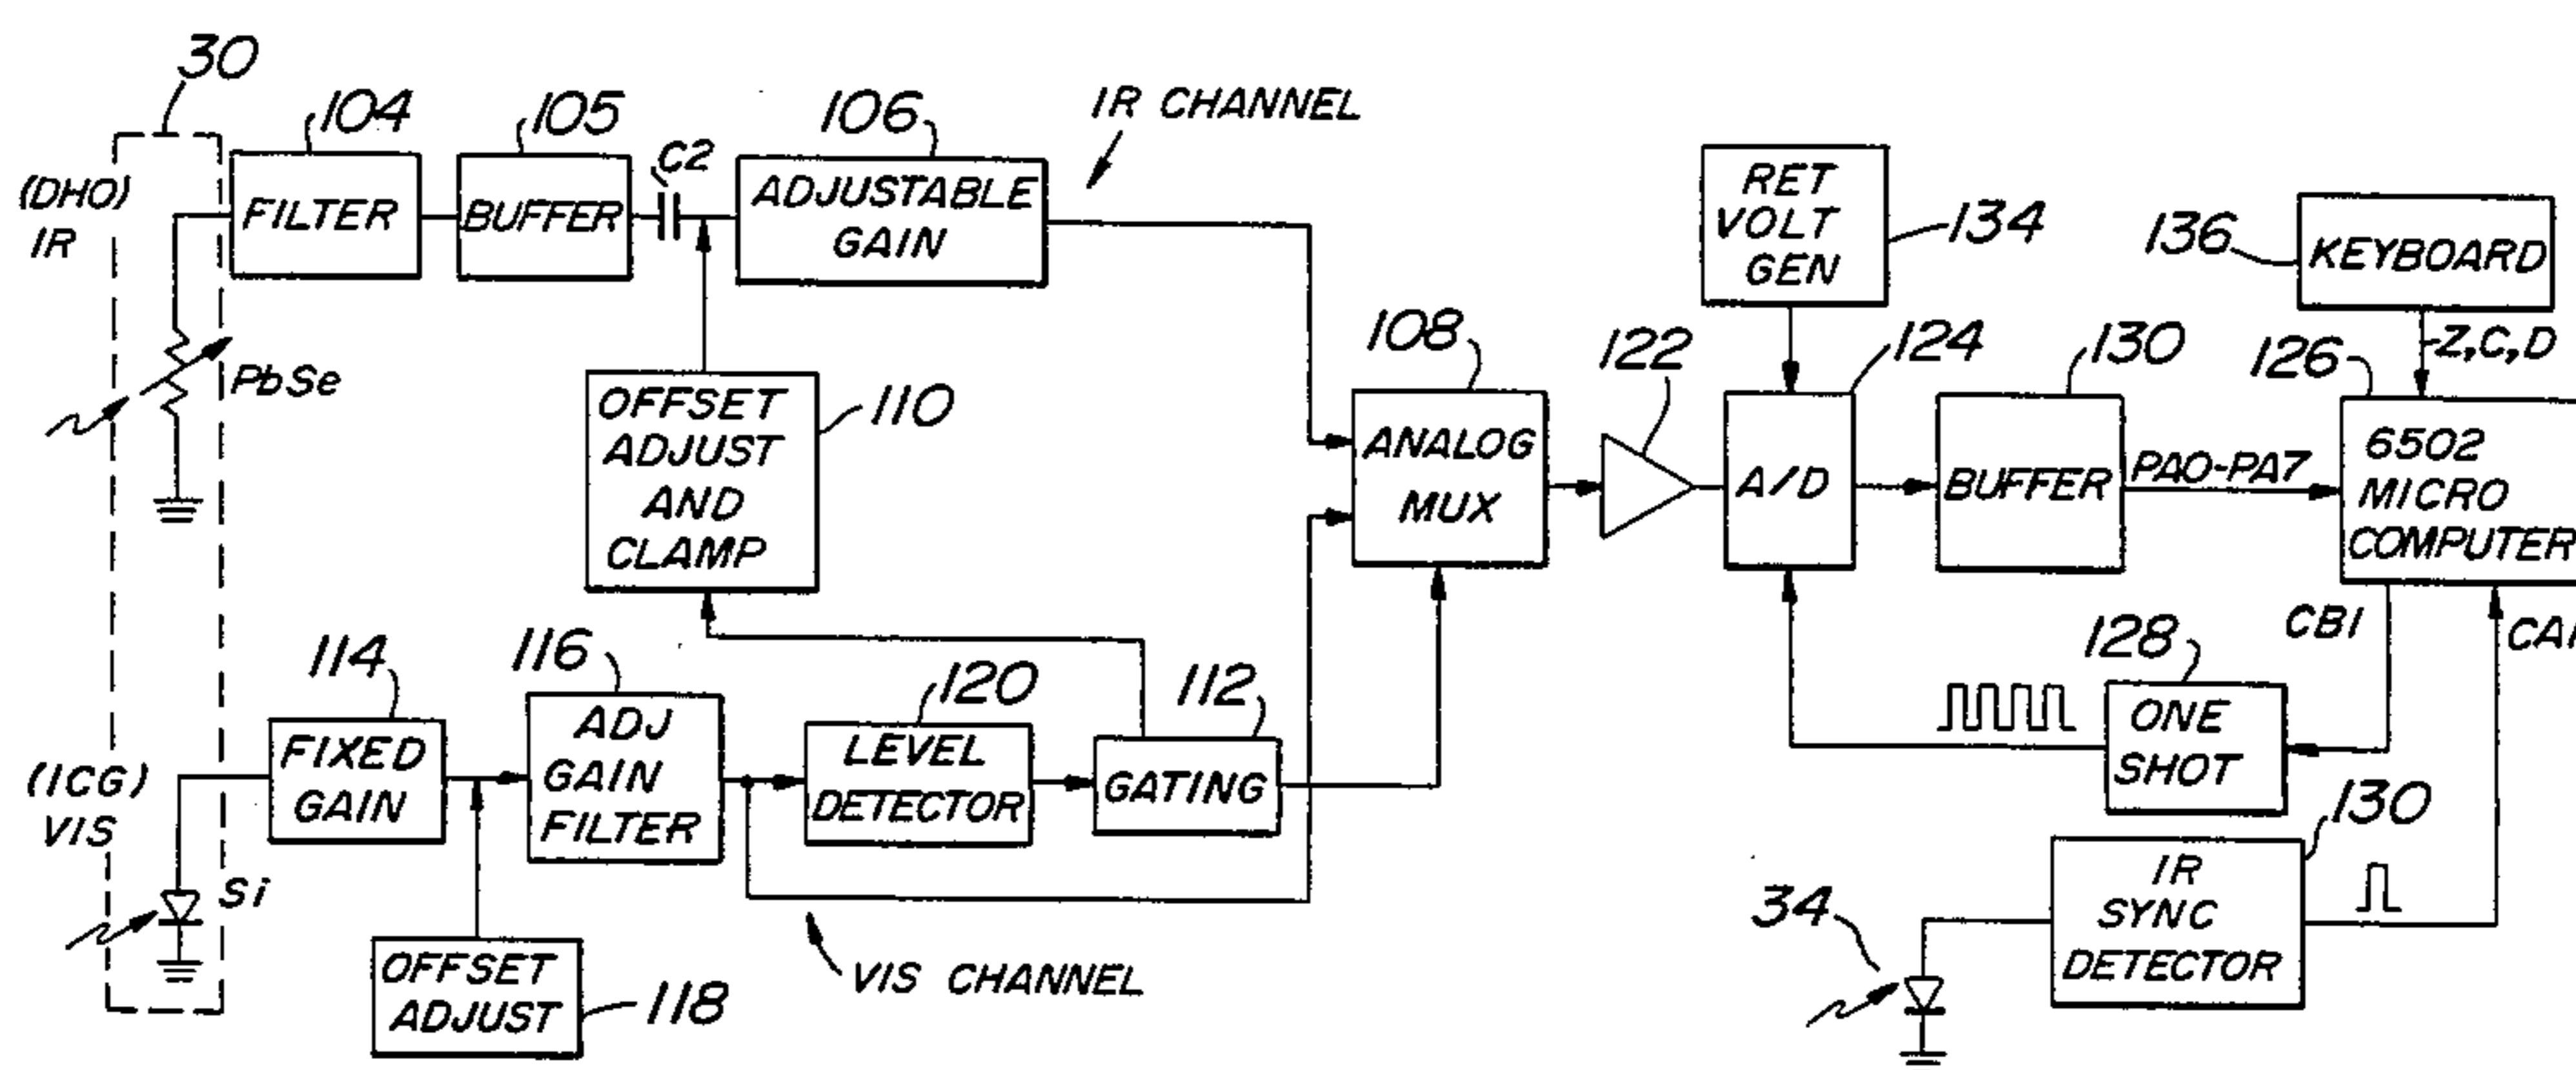 30
104
105
106
IR CHANNEL
C2
(DHO)
IR
FILTER
BUFFER
ADJUSTABLE
GAIN
RET
VOLT
GEN
134
136
KEYBOARD
PbSe
OFFSET
ADJUST
AND
CLAMP
110
108
122
124
130
126
Z,C,D
ANALOG
MUX
A/D
BUFFER
PA0-PA7
6502
MICRO
COMPUTER
114
116
120
112
128
CB1
(ICG)
VIS
FIXED
GAIN
ADJ
GAIN
FILTER
LEVEL
DETECTOR
GATING
ONE
SHOT
130
Si
OFFSET
ADJUST
118
VIS CHANNEL
34
IR
SYNC
DETECTOR